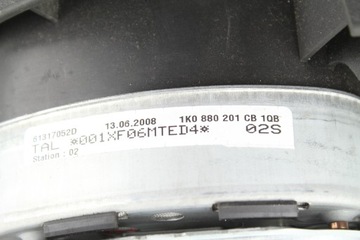 61317052D 13.06.2008 1K0 880 201 CB 1QB
TAL *001XF06MTED4* 02S
Station : 02